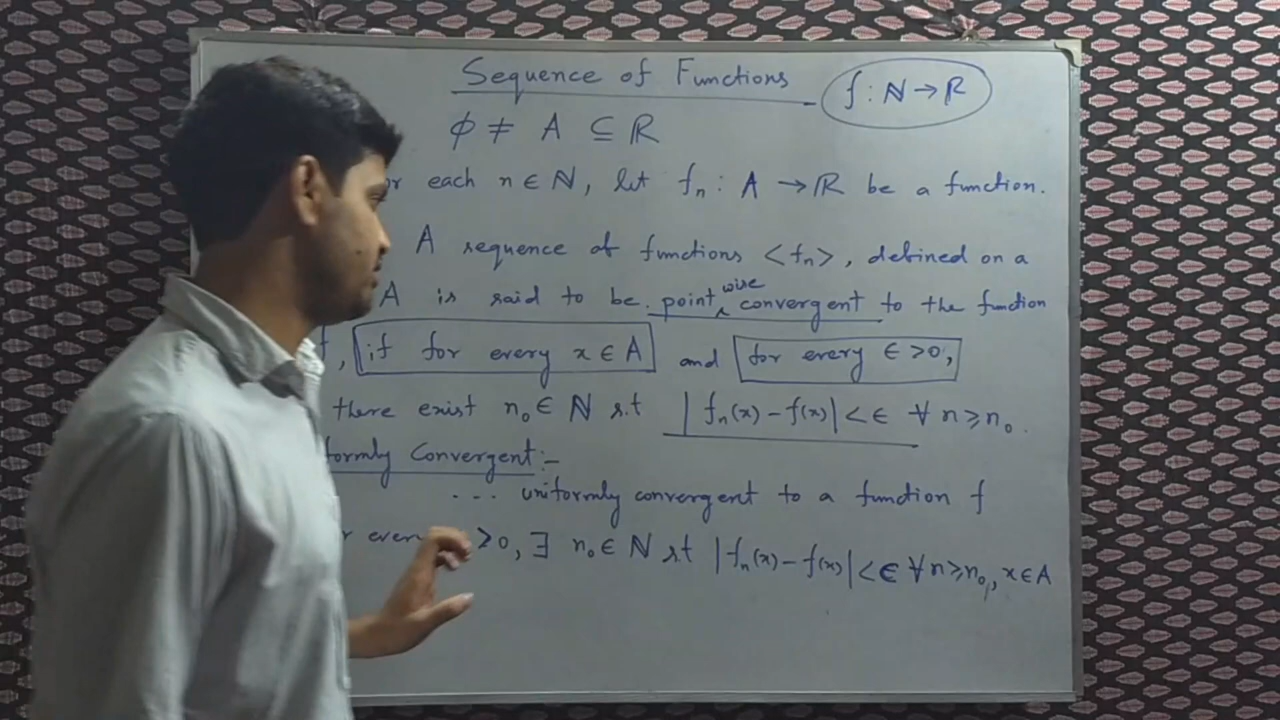 Sequence of Functions f : ℕ → ℝ
ϕ ≠ A ⊆ ℝ
each n ∈ ℕ, let fₙ : A → ℝ be a function.
A sequence of functions <fₙ>, defined on a
A is said to be pointwise convergent to the function
f, if for every x ∈ A and for every ϵ > 0,
there exist n₀ ∈ ℕ s.t |fₙ(x) – f(x)| < ϵ ∀ n ≥ n₀.
formly Convergent :–
... uniformly convergent to a function f
> 0, ∃ n₀ ∈ ℕ s.t |fₙ(x) – f(x)| < ϵ ∀ n ≥ n₀, x ∈ A